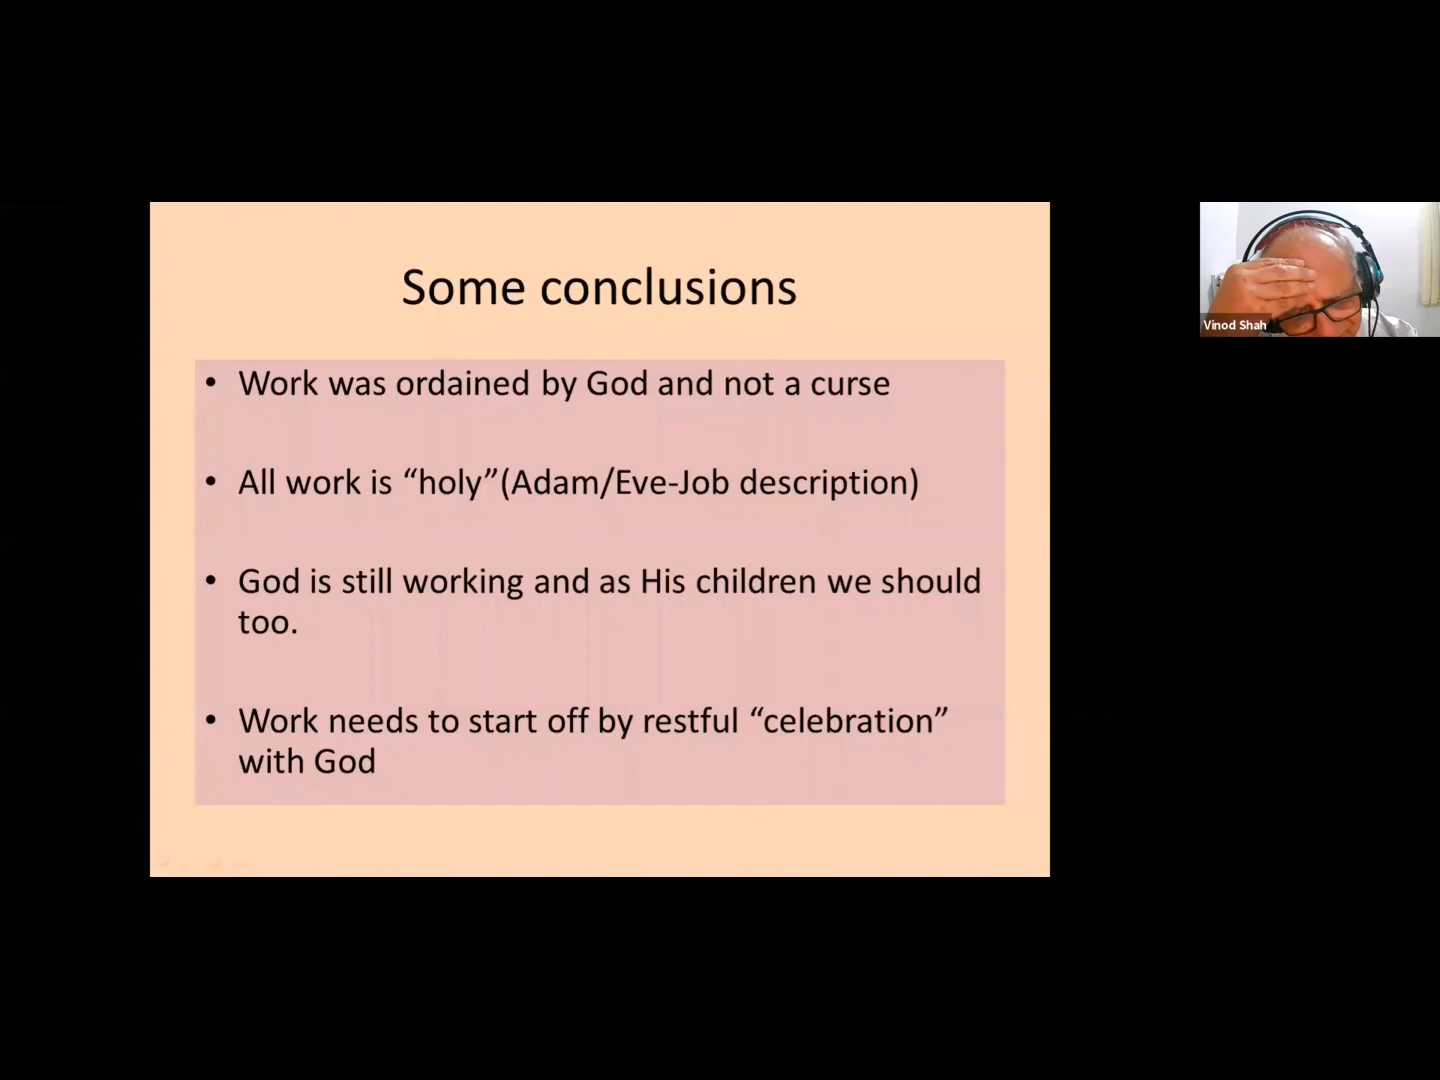 Some conclusions
• Work was ordained by God and not a curse
• All work is “holy”(Adam/Eve-Job description)
• God is still working and as His children we should
too.
• Work needs to start off by restful “celebration”
with God
Vinod Shah